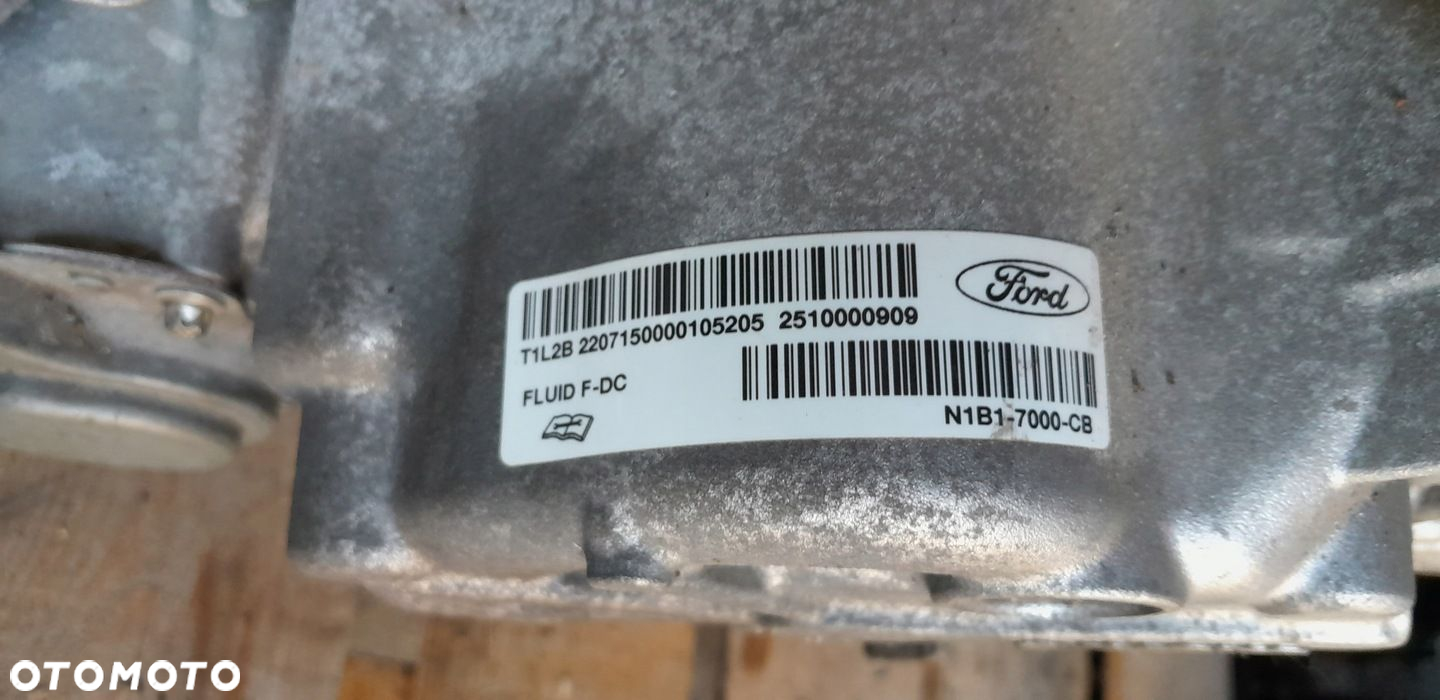 Ford
T1L2B 2207150000105205 2510000909
FLUID F-DC
N1B1-7000-CB
OTOMOTO